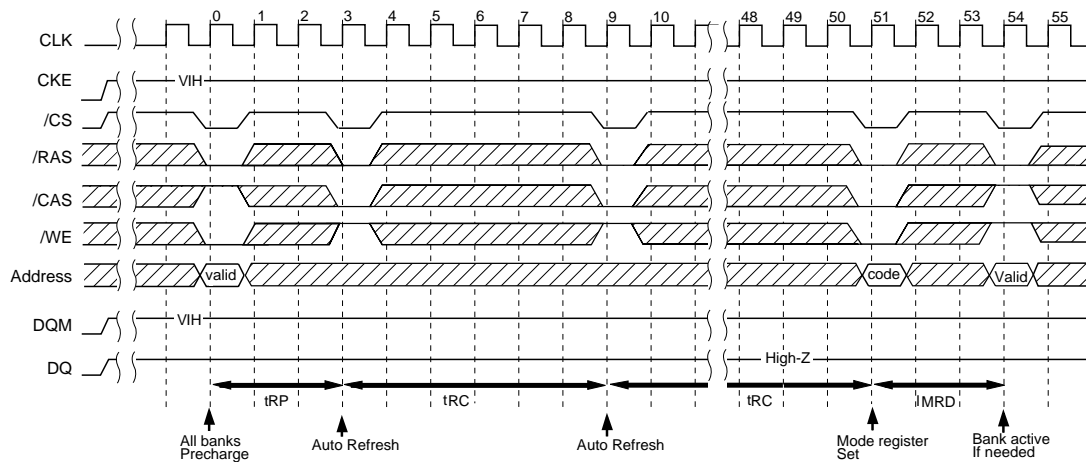 0 1 2 3 4 5 6 7 8 9 10 48 49 50 51 52 53 54 55
CLK
CKE VIH
/CS
/RAS
/CAS
/WE
Address valid code Valid
DQM VIH
DQ High-Z
tRP tRC tRC lMRD
All banks
Precharge
Auto Refresh
Auto Refresh
Mode register
Set
Bank active
If needed